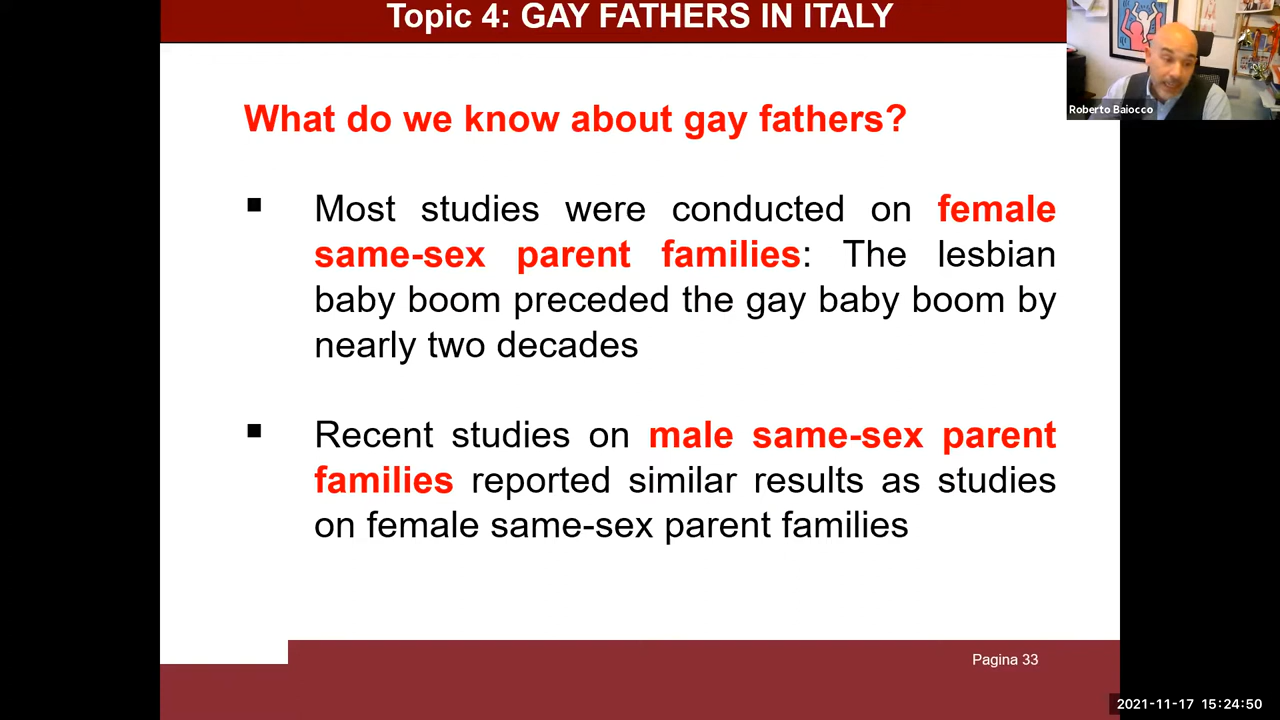 Topic 4: GAY FATHERS IN ITALY
Roberto Baiocco
What do we know about gay fathers?
▪ Most studies were conducted on female
same-sex parent families: The lesbian
baby boom preceded the gay baby boom by
nearly two decades
▪ Recent studies on male same-sex parent
families reported similar results as studies
on female same-sex parent families
Pagina 33
2021-11-17 15:24:50